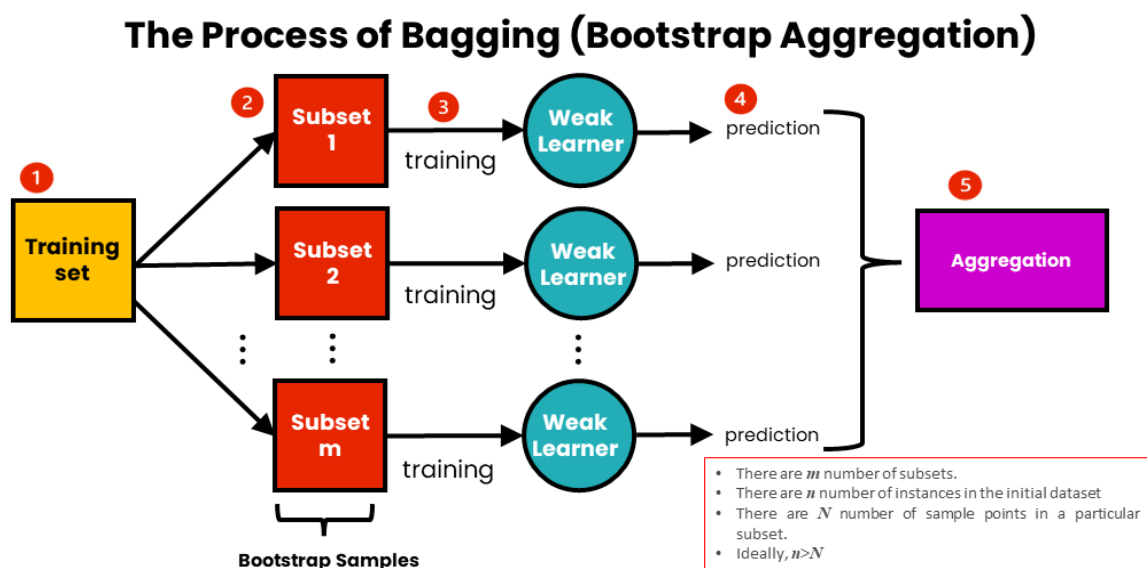 The Process of Bagging (Bootstrap Aggregation)
1
Training
set
2
Subset
1
3
training
Weak
Learner
4
prediction
Subset
2
training
Weak
Learner
prediction
Subset
m
training
Weak
Learner
prediction
5
Aggregation
Bootstrap Samples
• There are m number of subsets.
• There are n number of instances in the initial dataset
• There are N number of sample points in a particular
subset.
• Ideally, n>N